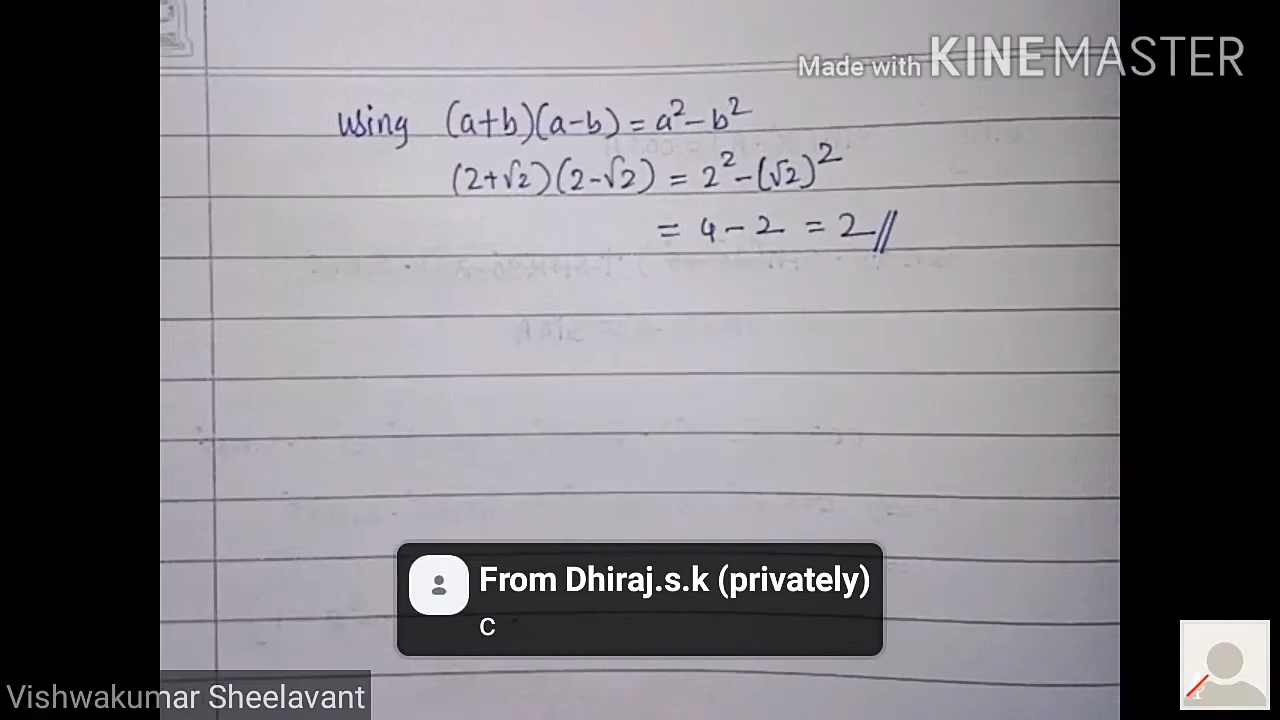 Made with KINEMASTER
using (a+b)(a-b) = a²-b²
(2+√2)(2-√2) = 2²-(√2)²
= 4 - 2 = 2//
From Dhiraj.s.k (privately)
C
Vishwakumar Sheelavant